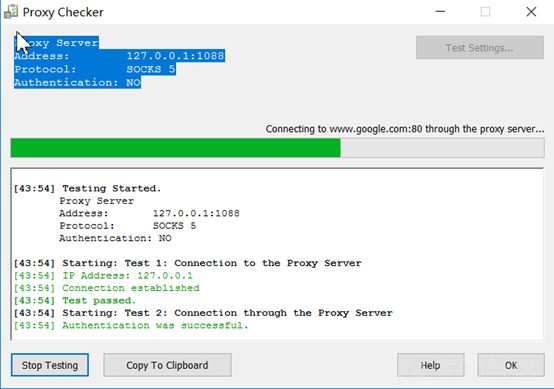 Proxy Checker
Proxy Server
Address: 127.0.0.1:1088
Protocol: SOCKS 5
Authentication: NO
Test Settings...
Connecting to www.google.com:80 through the proxy server...
[43:54] Testing Started.
Proxy Server
Address: 127.0.0.1:1088
Protocol: SOCKS 5
Authentication: NO
[43:54] Starting: Test 1: Connection to the Proxy Server
[43:54] IP Address: 127.0.0.1
[43:54] Connection established
[43:54] Test passed.
[43:54] Starting: Test 2: Connection through the Proxy Server
[43:54] Authentication was successful.
Stop Testing
Copy To Clipboard
Help
OK